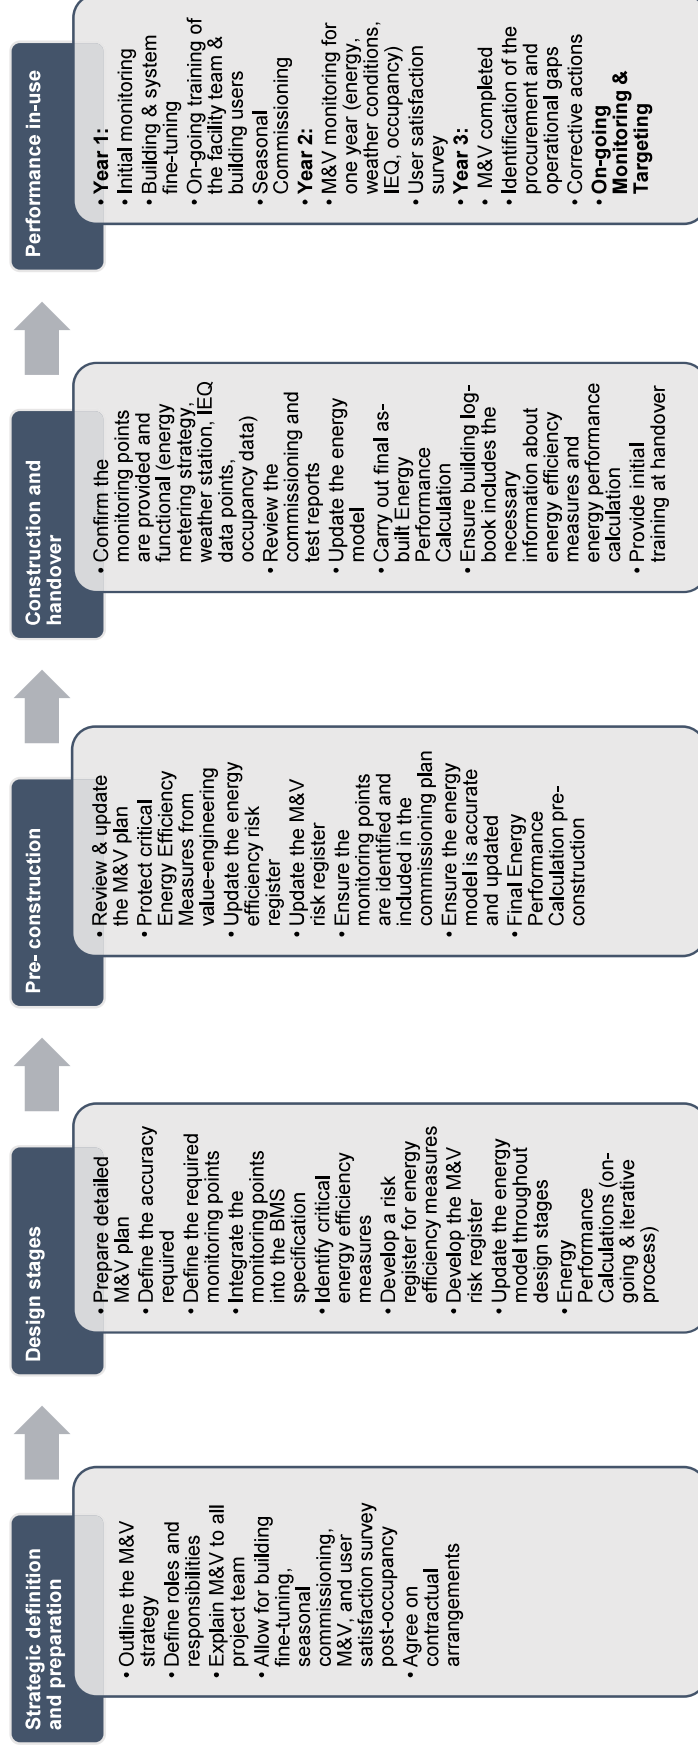 Strategic definition
and preparation
• Outline the M&V
strategy
• Define roles and
responsibilities
• Explain M&V to all
project team
• Allow for building
fine-tuning,
seasonal
commissioning,
M&V, and user
satisfaction survey
post-occupancy
• Agree on
contractual
arrangements
Design stages
• Prepare detailed
M&V plan
• Define the accuracy
required
• Define the required
monitoring points
• Integrate the
monitoring points
into the BMS
specification
• Identify critical
energy efficiency
measures
• Develop a risk
register for energy
efficiency measures
• Develop the M&V
risk register
• Update the energy
model throughout
design stages
• Energy
Performance
Calculations (on-
going & iterative
process)
Pre- construction
• Review & update
the M&V plan
• Protect critical
Energy Efficiency
Measures from
value-engineering
• Update the energy
efficiency risk
register
• Update the M&V
risk register
• Ensure the
monitoring points
are identified and
included in the
commissioning plan
• Ensure the energy
model is accurate
and updated
• Final Energy
Performance
Calculation pre-
construction
Construction and
handover
• Confirm the
monitoring points
are provided and
functional (energy
metering strategy,
weather station, IEQ
data points,
occupancy data)
• Review the
commissioning and
test reports
• Update the energy
model
• Carry out final as-
built Energy
Performance
Calculation
• Ensure building log-
book includes the
necessary
information about
energy efficiency
measures and
energy performance
calculation
• Provide initial
training at handover
Performance in-use
• Year 1:
• Initial monitoring
• Building & system
fine-tuning
• On-going training of
the facility team &
building users
• Seasonal
Commissioning
• Year 2:
• M&V monitoring for
one year (energy,
weather conditions,
IEQ, occupancy)
• User satisfaction
survey
• Year 3:
• M&V completed
• Identification of the
procurement and
operational gaps
• Corrective actions
• On-going
Monitoring &
Targeting